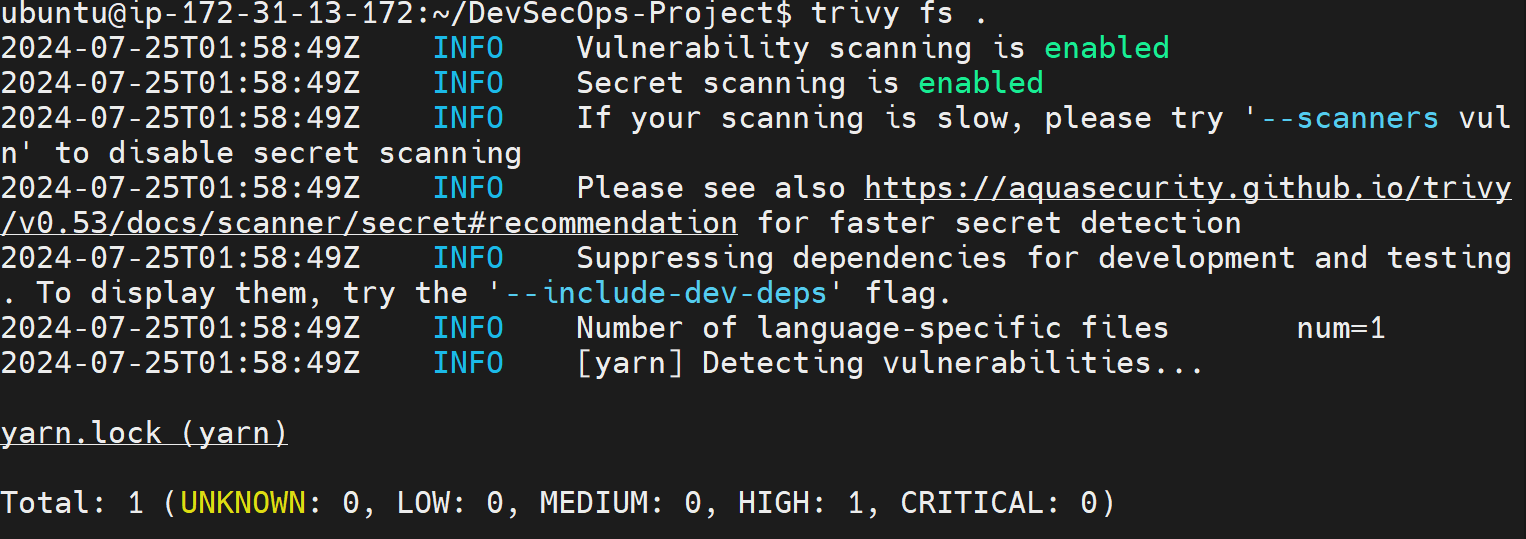 ubuntu@ip-172-31-13-172:~/DevSecOps-Project$ trivy fs .
2024-07-25T01:58:49Z    INFO    Vulnerability scanning is enabled
2024-07-25T01:58:49Z    INFO    Secret scanning is enabled
2024-07-25T01:58:49Z    INFO    If your scanning is slow, please try '--scanners vul
n' to disable secret scanning
2024-07-25T01:58:49Z    INFO    Please see also https://aquasecurity.github.io/trivy
/v0.53/docs/scanner/secret#recommendation for faster secret detection
2024-07-25T01:58:49Z    INFO    Suppressing dependencies for development and testing
. To display them, try the '--include-dev-deps' flag.
2024-07-25T01:58:49Z    INFO    Number of language-specific files       num=1
2024-07-25T01:58:49Z    INFO    [yarn] Detecting vulnerabilities...
yarn.lock (yarn)
Total: 1 (UNKNOWN: 0, LOW: 0, MEDIUM: 0, HIGH: 1, CRITICAL: 0)